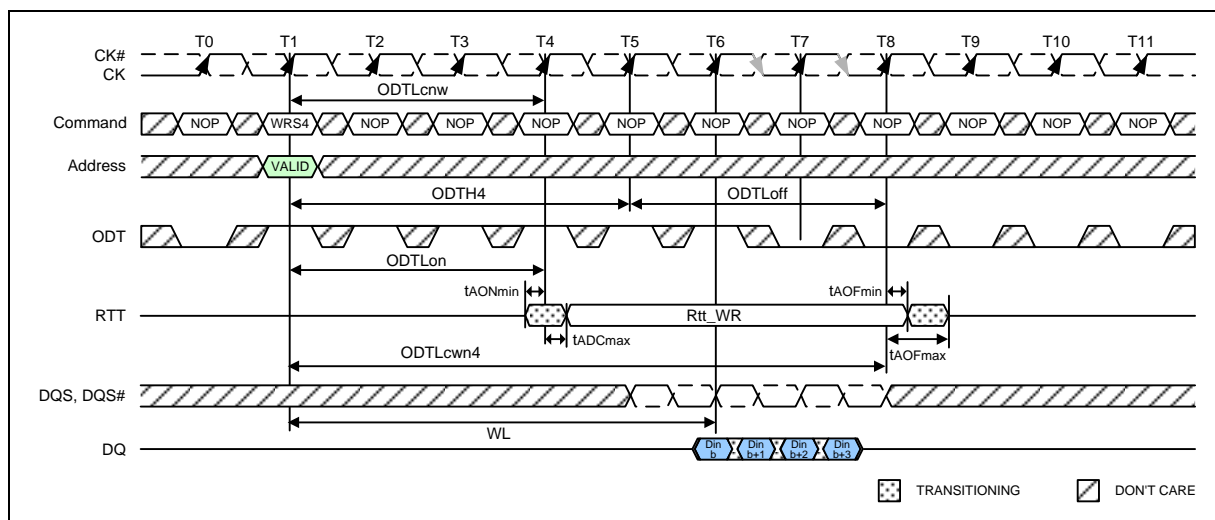 T0 T1 T2 T3 T4 T5 T6 T7 T8 T9 T10 T11
CK#
CK
ODTLcnw
Command NOP WRS4 NOP NOP NOP NOP NOP NOP NOP NOP NOP NOP
Address VALID
ODTH4 ODTLoff
ODT
ODTLon
tAONmin tAOFmin
RTT Rtt_WR
tADCmax
tAOFmax
ODTLcwn4
DQS, DQS#
WL
DQ Din b Din b+1 Din b+2 Din b+3
TRANSITIONING DON'T CARE